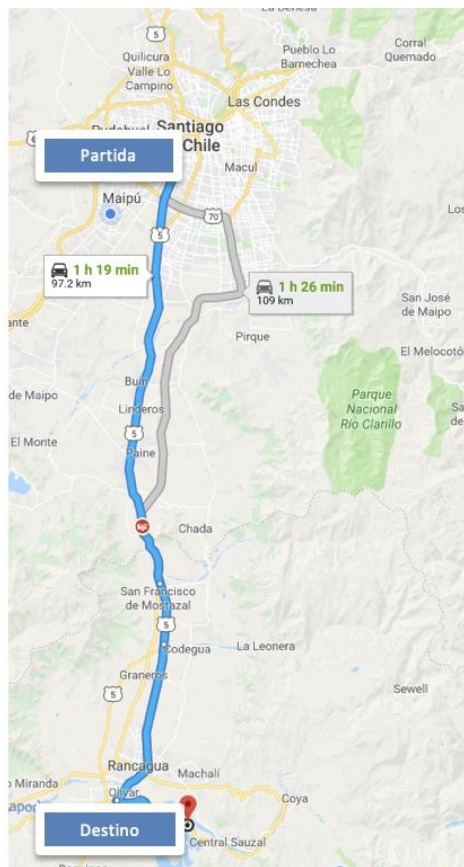 5
Quilicura
Valle Lo
Campino
Pueblo Lo
Barnechea
Corral
Quemado
Las Condes
Santiago
Chile
Partida
Macul
Maipú
70
5
1 h 19 min
97.2 km
1 h 26 min
109 km
San José
de Maipo
Pirque
El Melocotó
ante
Buin
de Maipo
Linderos
Parque
Nacional
Río Clarillo
5
El Monte
Paine
Chada
San Francisco
de Mostazal
5
Codegua
La Leonera
Graneros
5
Sewell
Rancagua
Machalí
o Miranda
Olivar
Coya
Destino
Central Sauzal